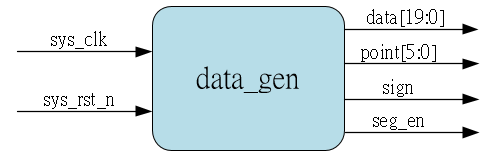 sys_clk
sys_rst_n
data_gen
data[19:0]
point[5:0]
sign
seg_en